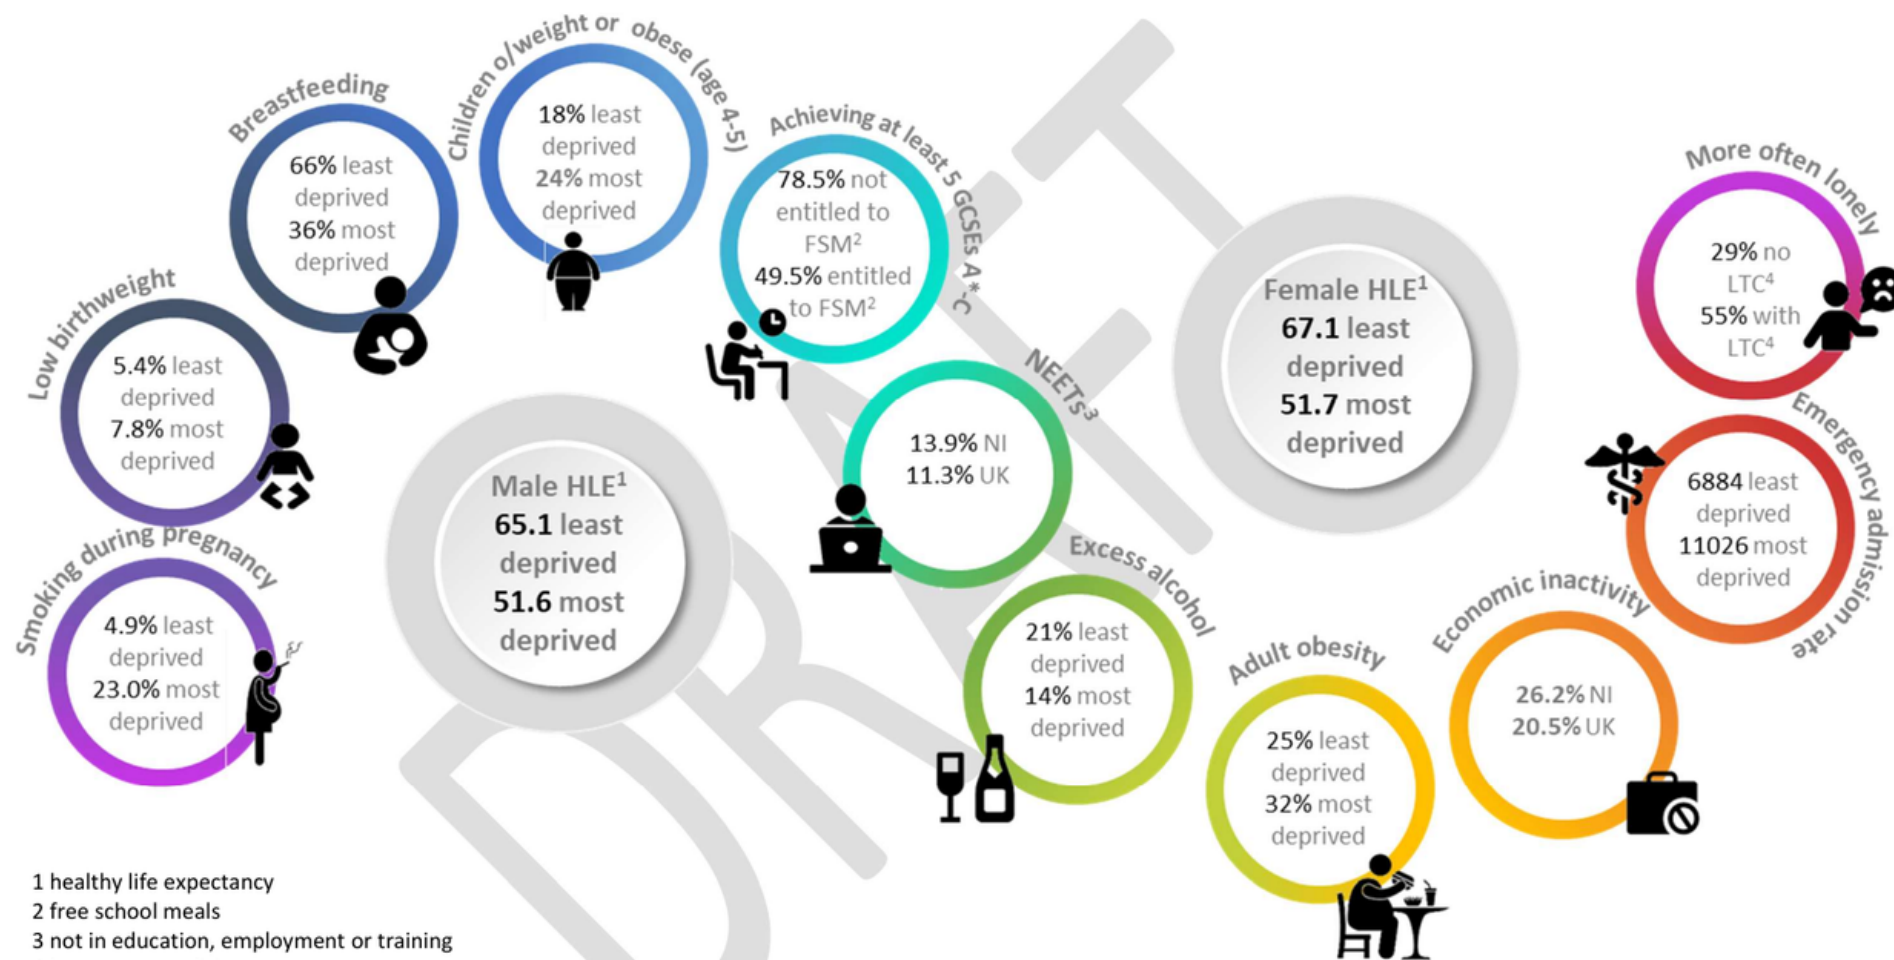 Smoking during pregnancy
4.9% least
deprived
23.0% most
deprived
Low birthweight
5.4% least
deprived
7.8% most
deprived
Breastfeeding
66% least
deprived
36% most
deprived
Children o/weight or obese (age 4-5)
18% least
deprived
24% most
deprived
Achieving at least 5 GCSEs A*-C
78.5% not
entitled to
FSM²
49.5% entitled
to FSM²
NEETs³
13.9% NI
11.3% UK
Excess alcohol
21% least
deprived
14% most
deprived
Adult obesity
25% least
deprived
32% most
deprived
Economic inactivity
26.2% NI
20.5% UK
Emergency admission rate
6884 least
deprived
11026 most
deprived
More often lonely
29% no
LTC⁴
55% with
LTC⁴
Male HLE¹
65.1 least
deprived
51.6 most
deprived
Female HLE¹
67.1 least
deprived
51.7 most
deprived
DRAFT
1 healthy life expectancy
2 free school meals
3 not in education, employment or training